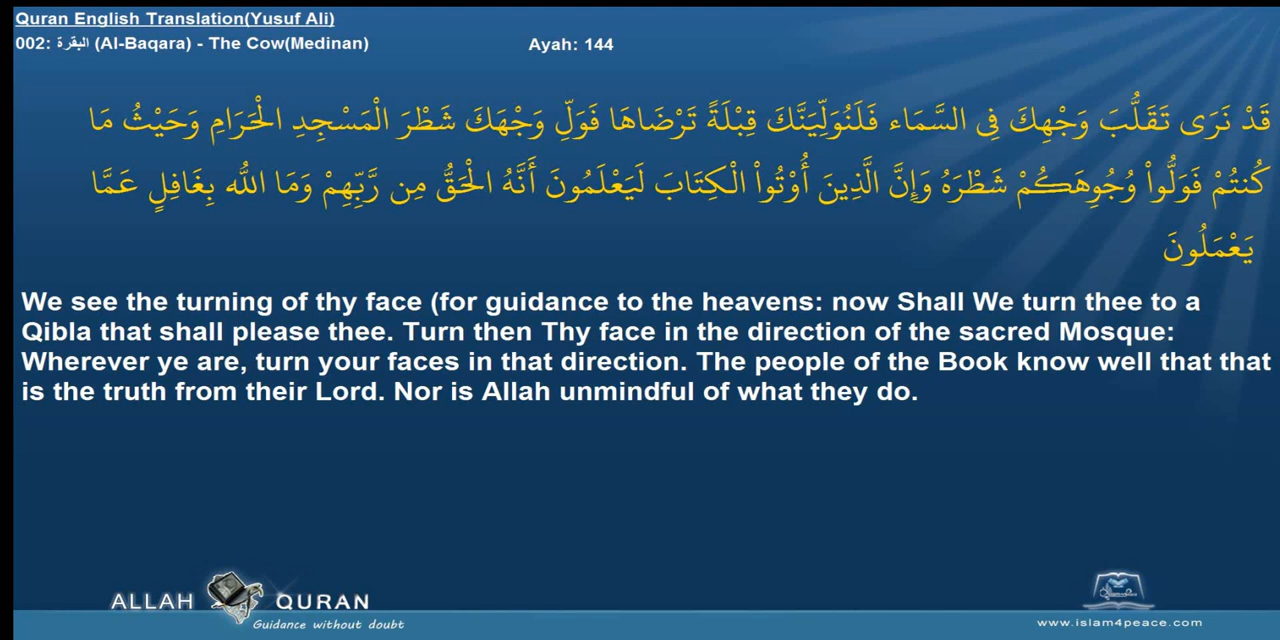 Quran English Translation(Yusuf Ali)
002: البقرة (Al-Baqara) - The Cow(Medinan)
Ayah: 144
قَدْ نَرَى تَقَلُّبَ وَجْهِكَ فِى السَّمَاء فَلَنُوَلِّيَنَّكَ قِبْلَةً تَرْضَاهَا فَوَلِّ وَجْهَكَ شَطْرَ الْمَسْجِدِ الْحَرَامِ وَحَيْثُ مَا
كُنتُمْ فَوَلُّواْ وُجُوِهَكُمْ شَطْرَهُ وَإِنَّ الَّذِينَ أُوْتُواْ الْكِتَابَ لَيَعْلَمُونَ أَنَّهُ الْحَقُّ مِن رَّبِّهِمْ وَمَا اللّه بِغَافِلٍ عَمَّا
يَعْمَلُونَ
We see the turning of thy face (for guidance to the heavens: now Shall We turn thee to a
Qibla that shall please thee. Turn then Thy face in the direction of the sacred Mosque:
Wherever ye are, turn your faces in that direction. The people of the Book know well that that
is the truth from their Lord. Nor is Allah unmindful of what they do.
ALLAH QURAN
Guidance without doubt
www.islam4peace.com